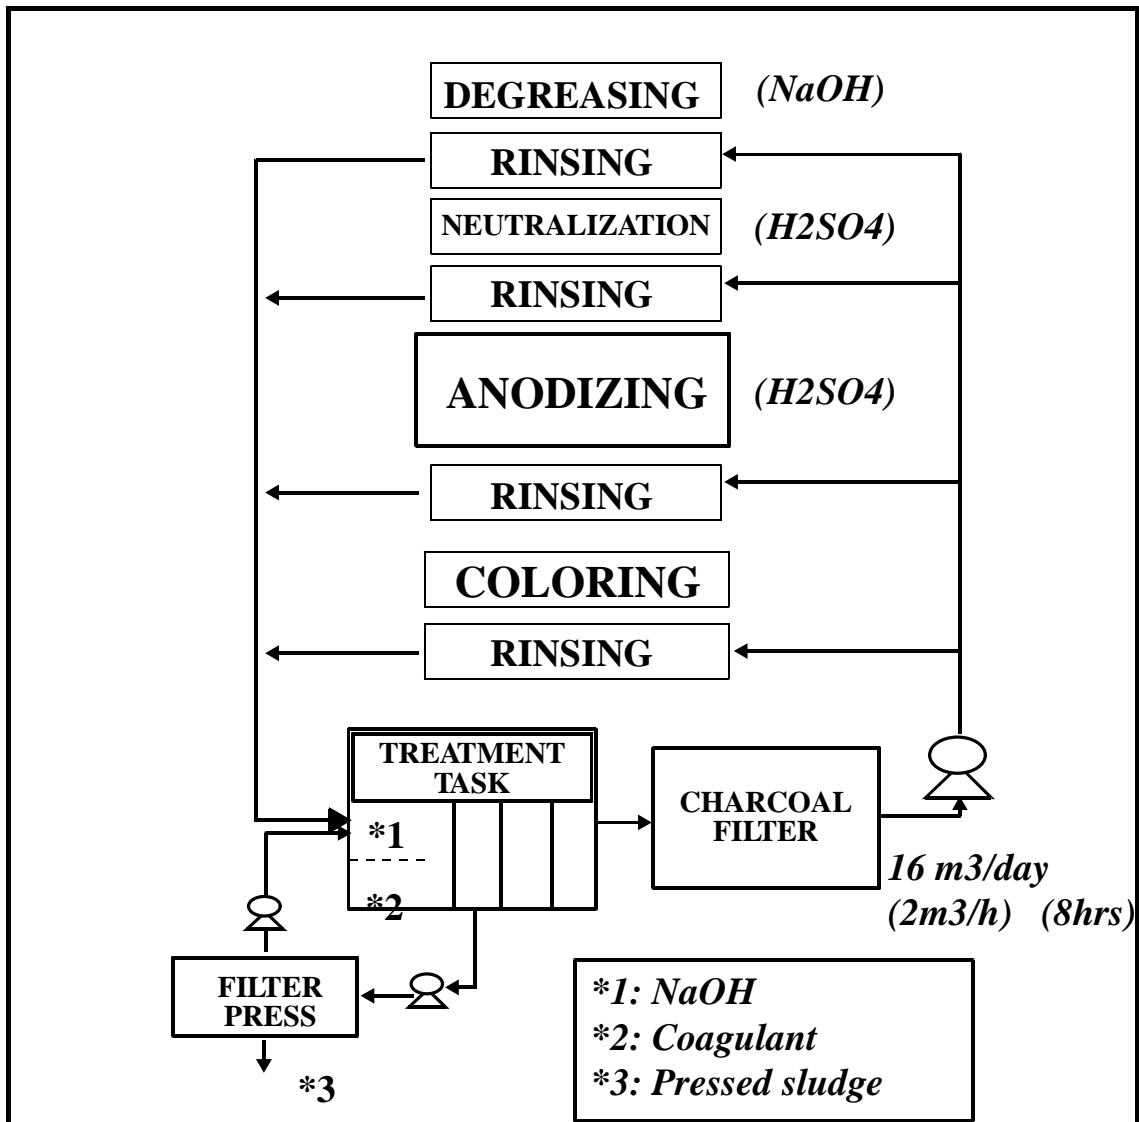 DEGREASING (NaOH)
RINSING
NEUTRALIZATION (H2SO4)
RINSING
ANODIZING (H2SO4)
RINSING
COLORING
RINSING
TREATMENT
TASK
*1
*2
CHARCOAL
FILTER
16 m3/day
(2m3/h) (8hrs)
FILTER
PRESS
*3
*1: NaOH
*2: Coagulant
*3: Pressed sludge